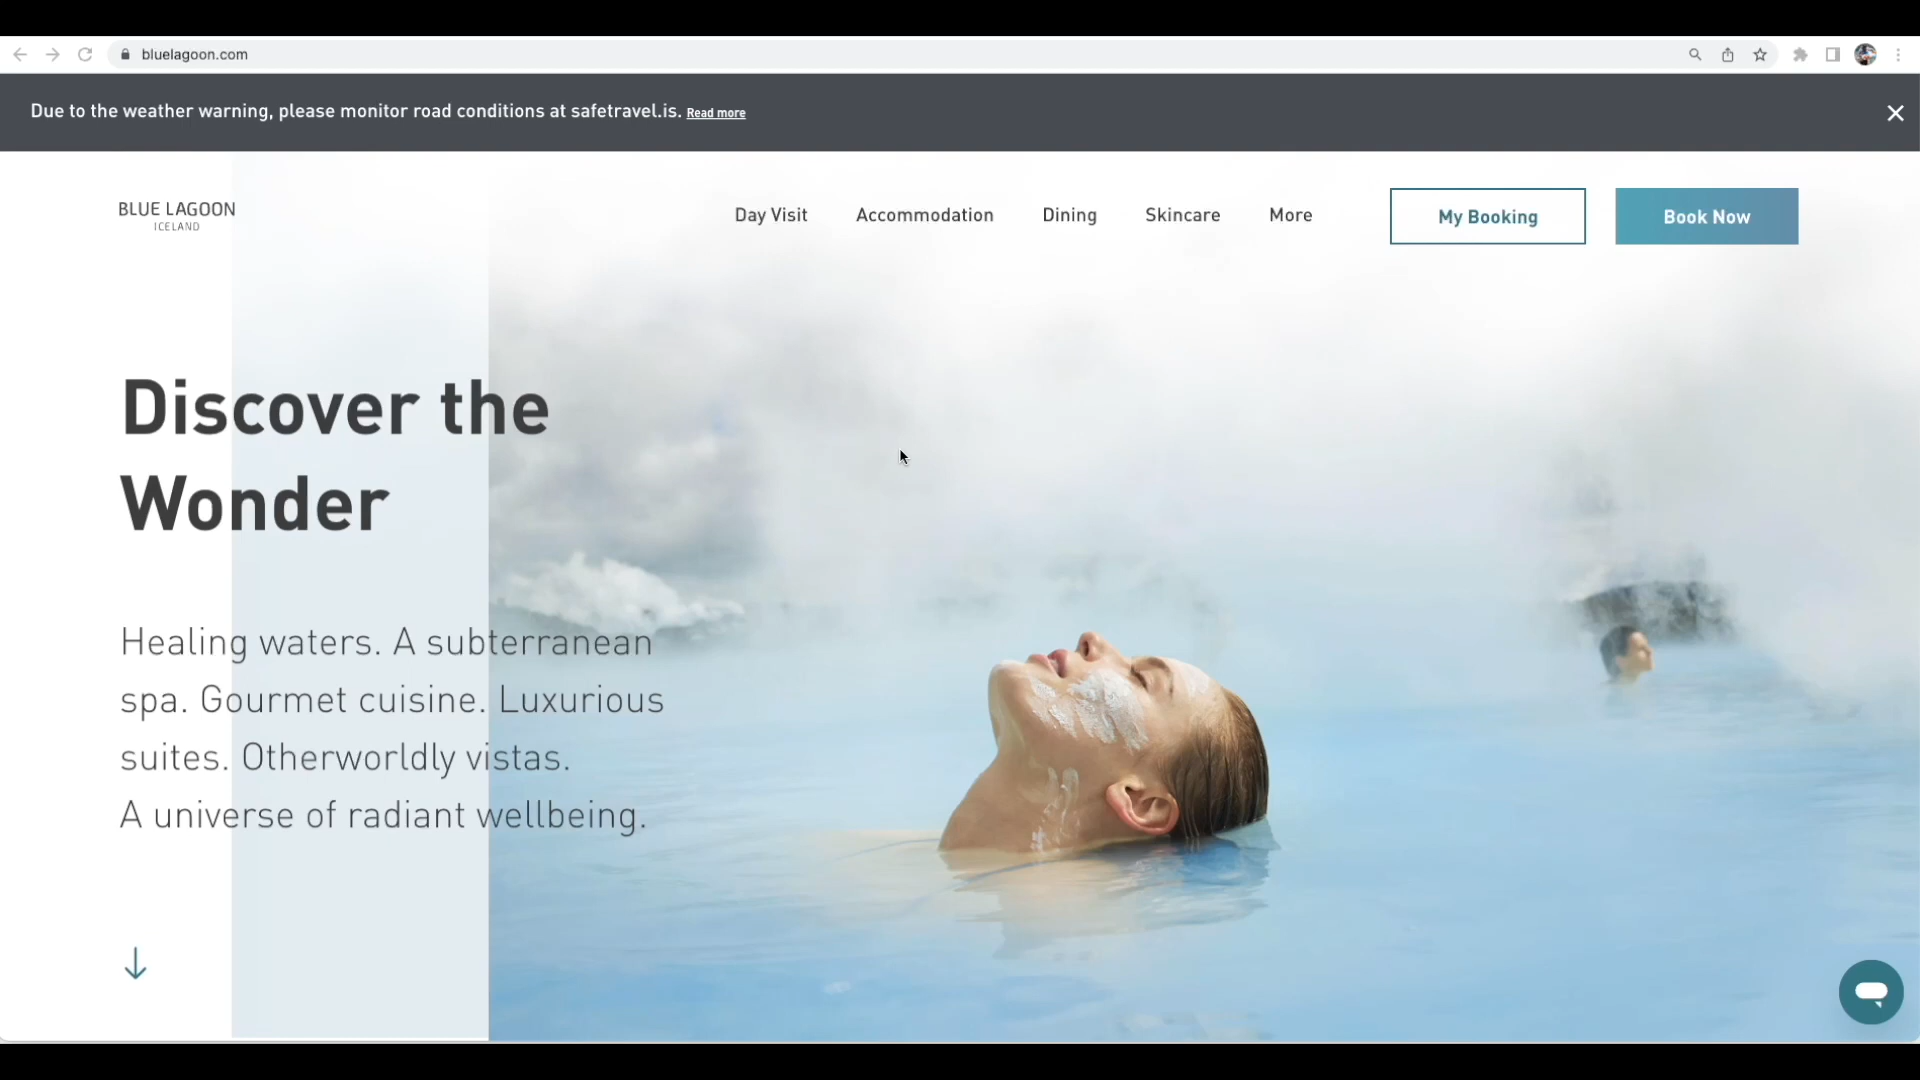 bluelagoon.com
Due to the weather warning, please monitor road conditions at safetravel.is. Read more
BLUE LAGOON
ICELAND
Day Visit Accommodation Dining Skincare More My Booking Book Now
Discover the
Wonder
Healing waters. A subterranean
spa. Gourmet cuisine. Luxurious
suites. Otherworldly vistas.
A universe of radiant wellbeing.